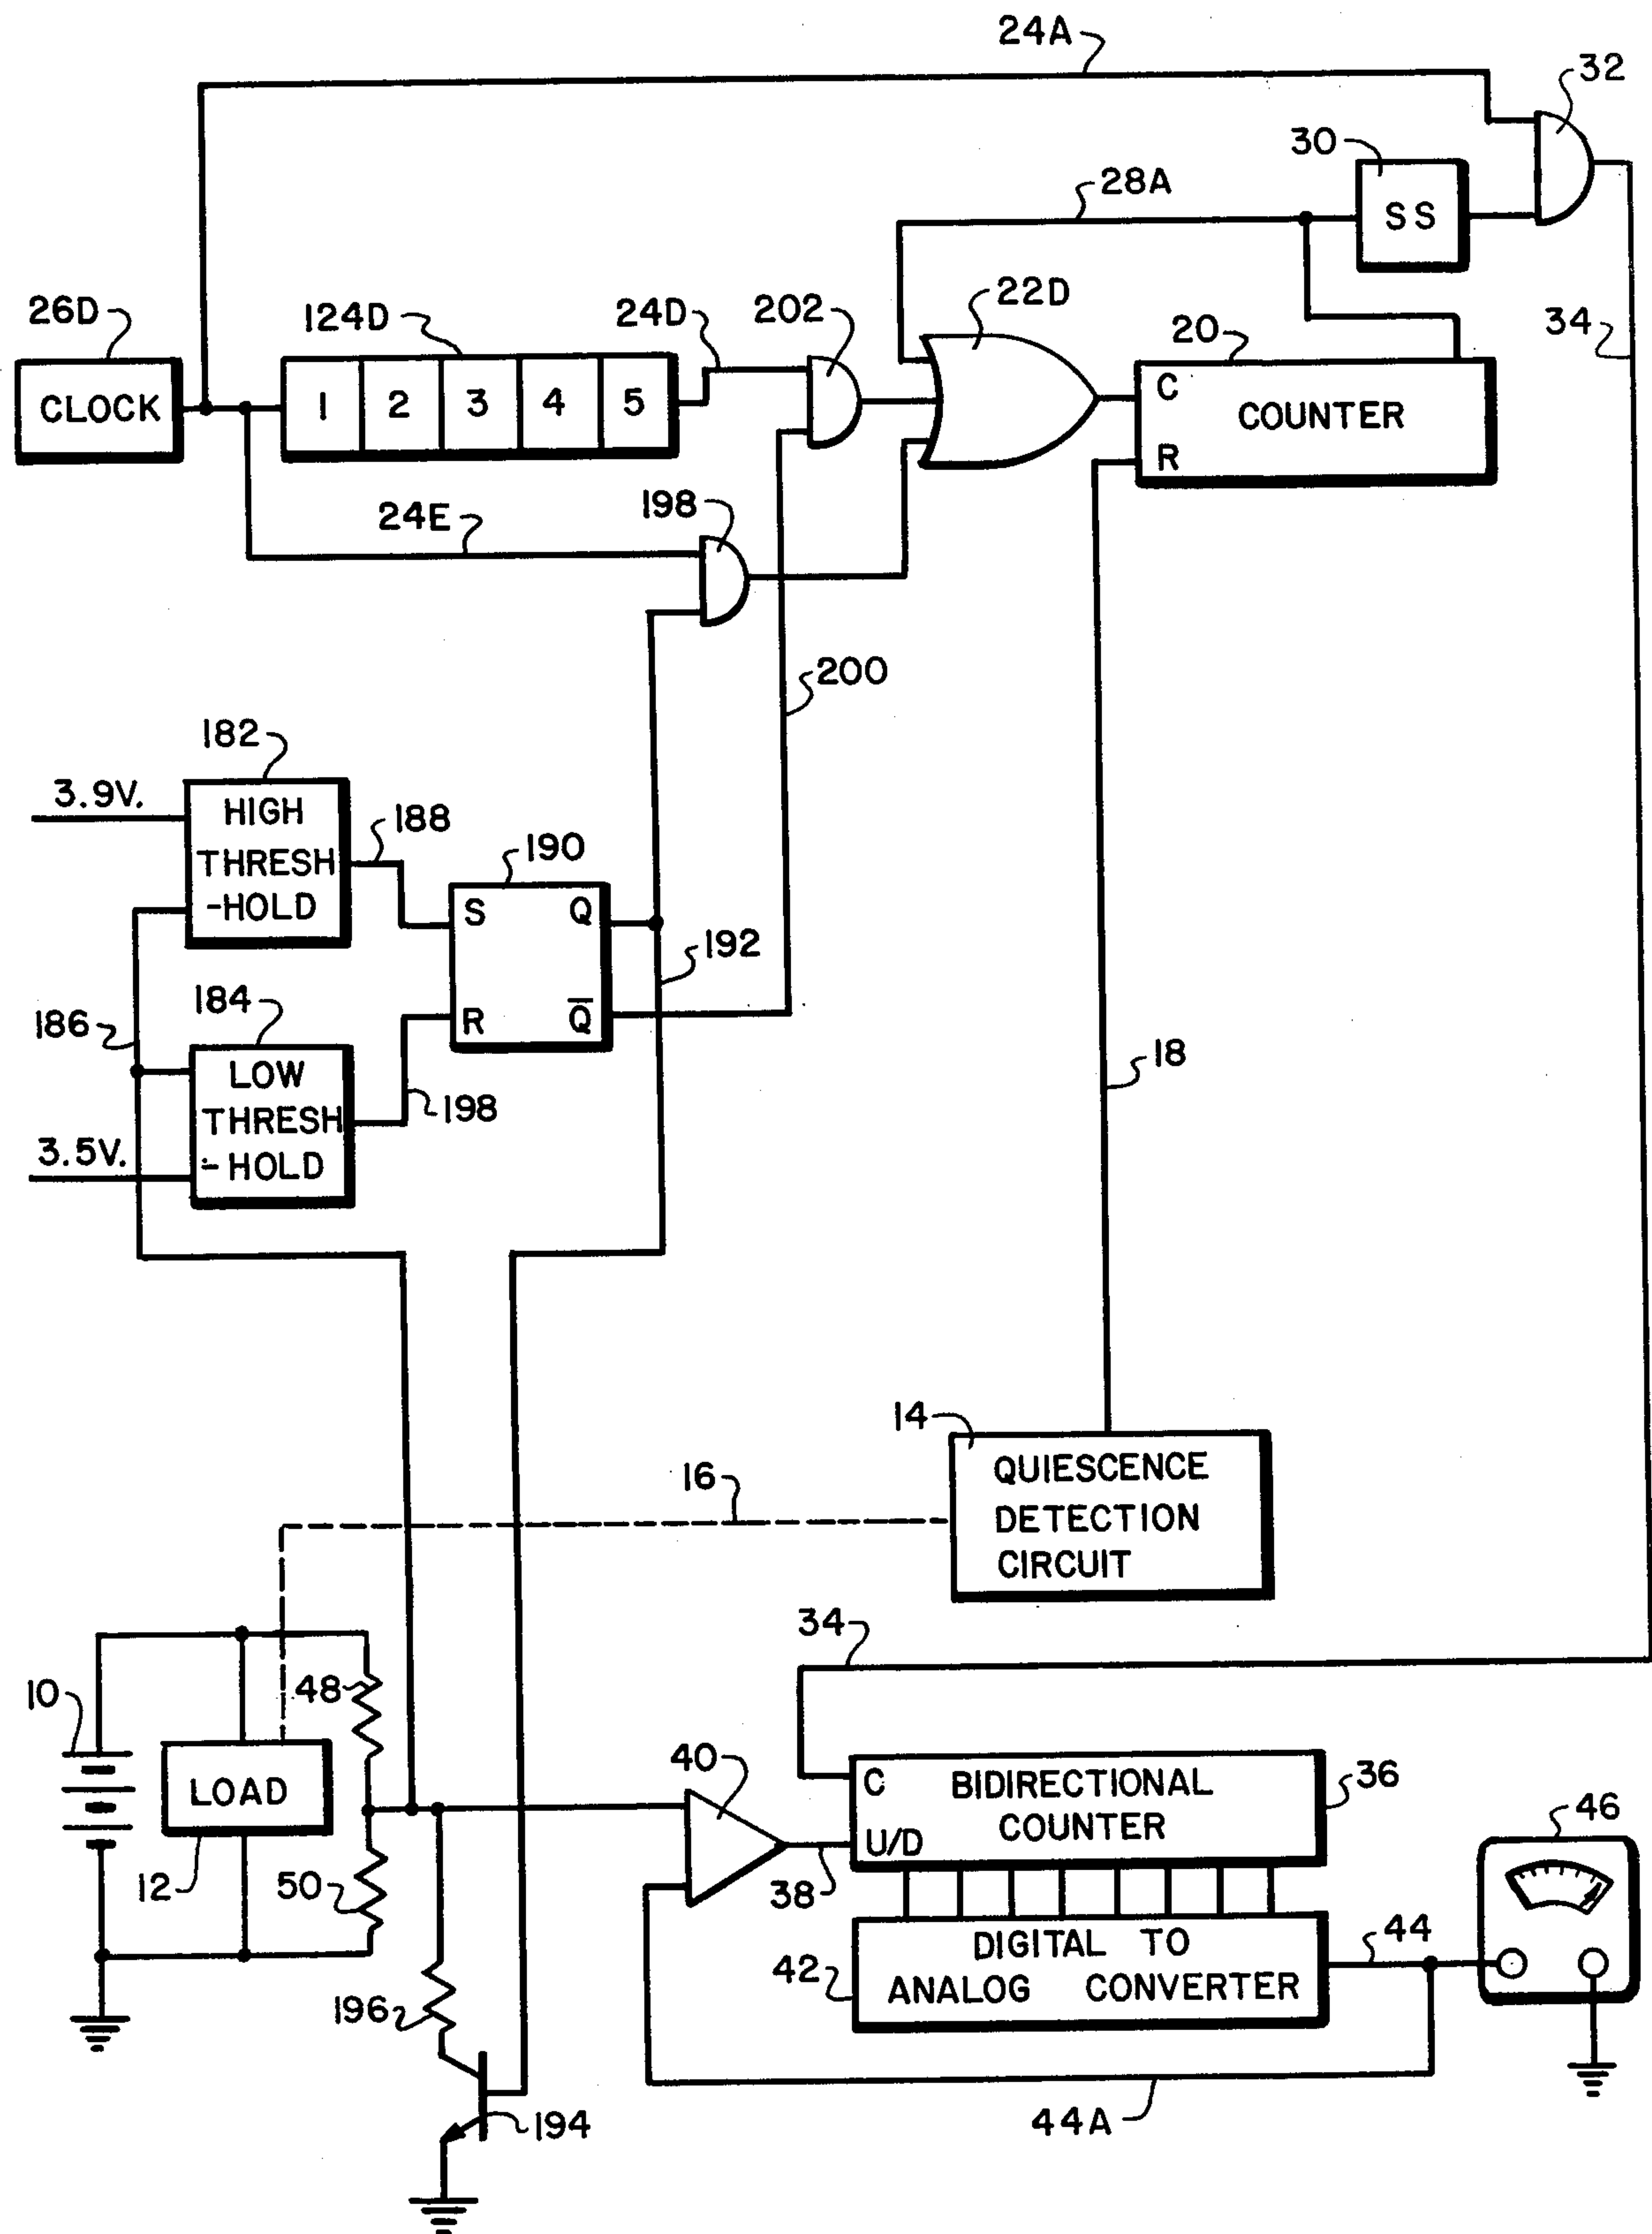 24A
32
30
SS
28A
26D
124D
24D
202
22D
20
34
CLOCK
1 2 3 4 5
C
COUNTER
R
24E
198
200
182
3.9V.
HIGH
THRESH
-HOLD
188
190
S Q
R Q̅
192
184
186
LOW
THRESH
-HOLD
198
3.5V.
18
14
QUIESCENCE
DETECTION
CIRCUIT
16
34
10
48
LOAD
12
50
40
C BIDIRECTIONAL
COUNTER
U/D
36
38
46
DIGITAL TO
ANALOG CONVERTER
42
44
196
194
44A